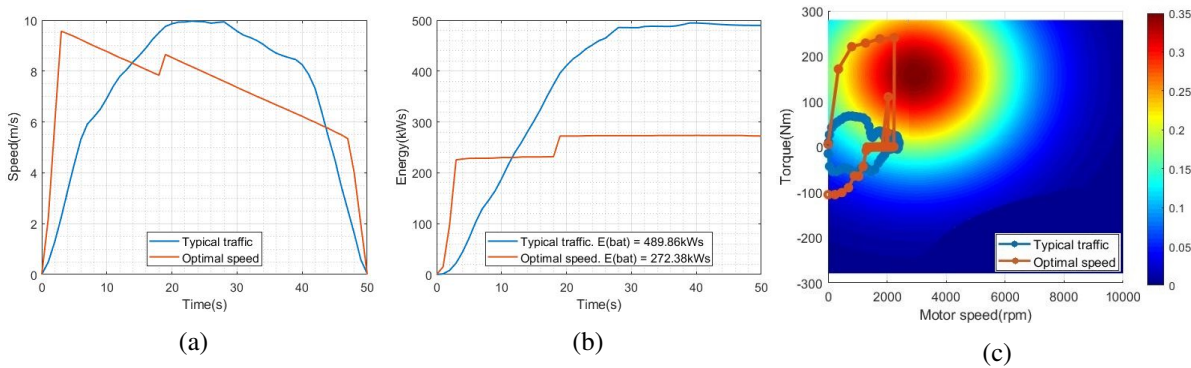 10
8
6
4
2
0
Speed(m/s)
Typical traffic
Optimal speed
0 10 20 30 40 50
Time(s)
(a)
500
400
300
200
100
0
Energy(kWs)
Typical traffic. E(bat) = 489.86kWs
Optimal speed. E(bat) = 272.38kWs
0 10 20 30 40 50
Time(s)
(b)
300
200
100
0
-100
-200
-300
Torque(Nm)
Typical traffic
Optimal speed
0 2000 4000 6000 8000 10000
Motor speed(rpm)
0.35
0.3
0.25
0.2
0.15
0.1
0.05
0
(c)